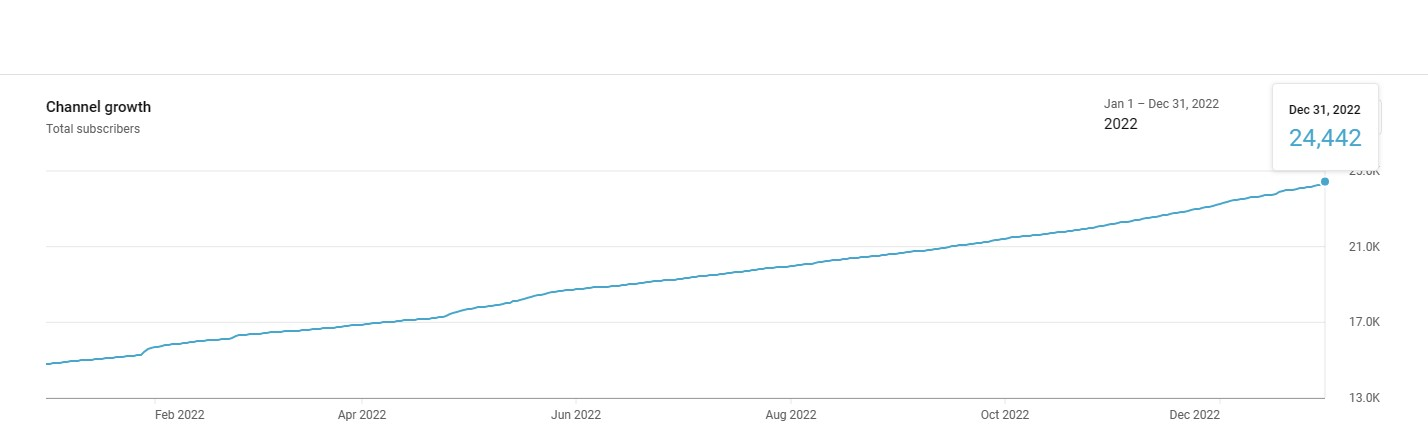 Channel growth
Total subscribers
Jan 1 – Dec 31, 2022
2022
Dec 31, 2022
24,442
21.0K
17.0K
13.0K
Feb 2022
Apr 2022
Jun 2022
Aug 2022
Oct 2022
Dec 2022